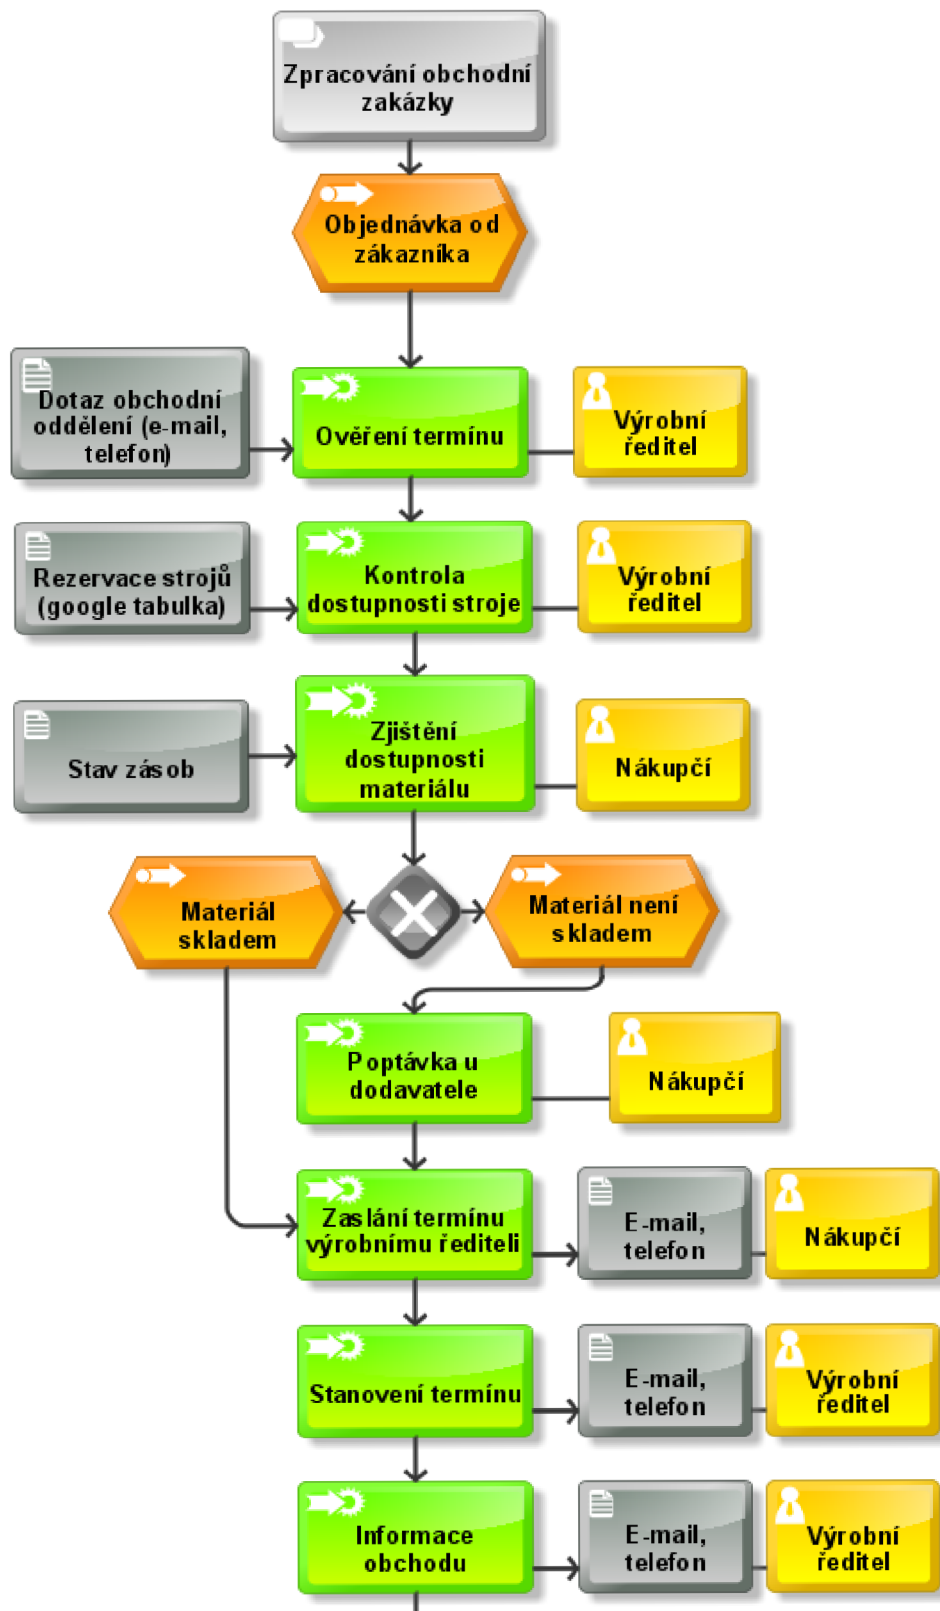 Zpracování obchodní
zakázky
Objednávka od
zákazníka
Dotaz obchodní
oddělení (e-mail,
telefon)
Ověření termínu
Výrobní
ředitel
Rezervace strojů
(google tabulka)
Kontrola
dostupnosti stroje
Výrobní
ředitel
Stav zásob
Zjištění
dostupnosti
materiálu
Nákupčí
Materiál
skladem
Materiál není
skladem
Poptávka u
dodavatele
Nákupčí
Zaslání termínu
výrobnímu řediteli
E-mail,
telefon
Nákupčí
Stanovení termínu
E-mail,
telefon
Výrobní
ředitel
Informace
obchodu
E-mail,
telefon
Výrobní
ředitel